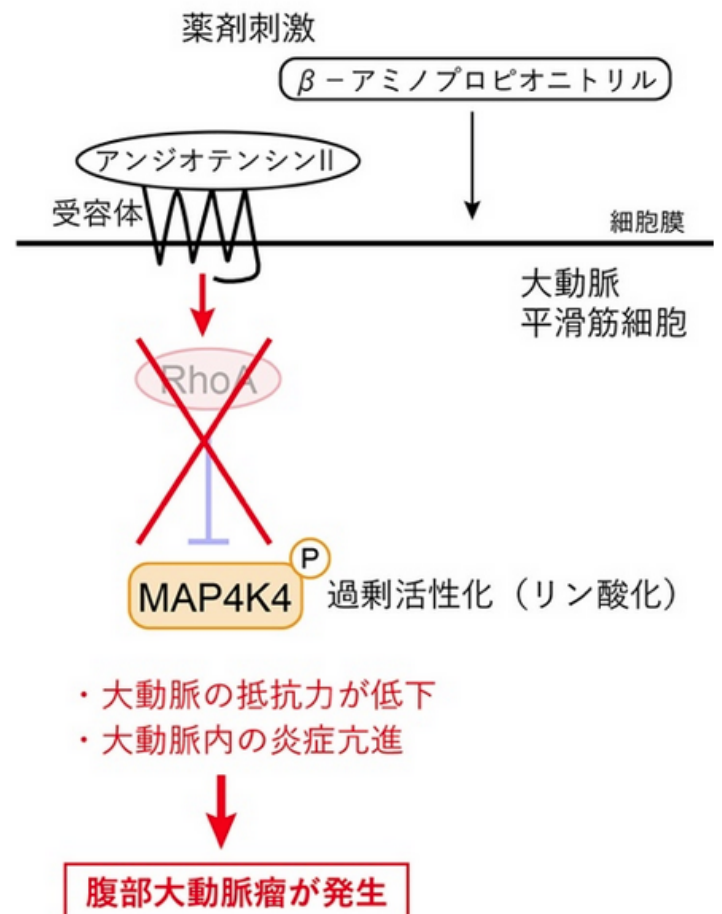 薬剤刺激
β－アミノプロピオニトリル
アンジオテンシンII
受容体
細胞膜
大動脈
平滑筋細胞
RhoA
P
MAP4K4
過剰活性化（リン酸化）
・大動脈の抵抗力が低下
・大動脈内の炎症亢進
腹部大動脈瘤が発生